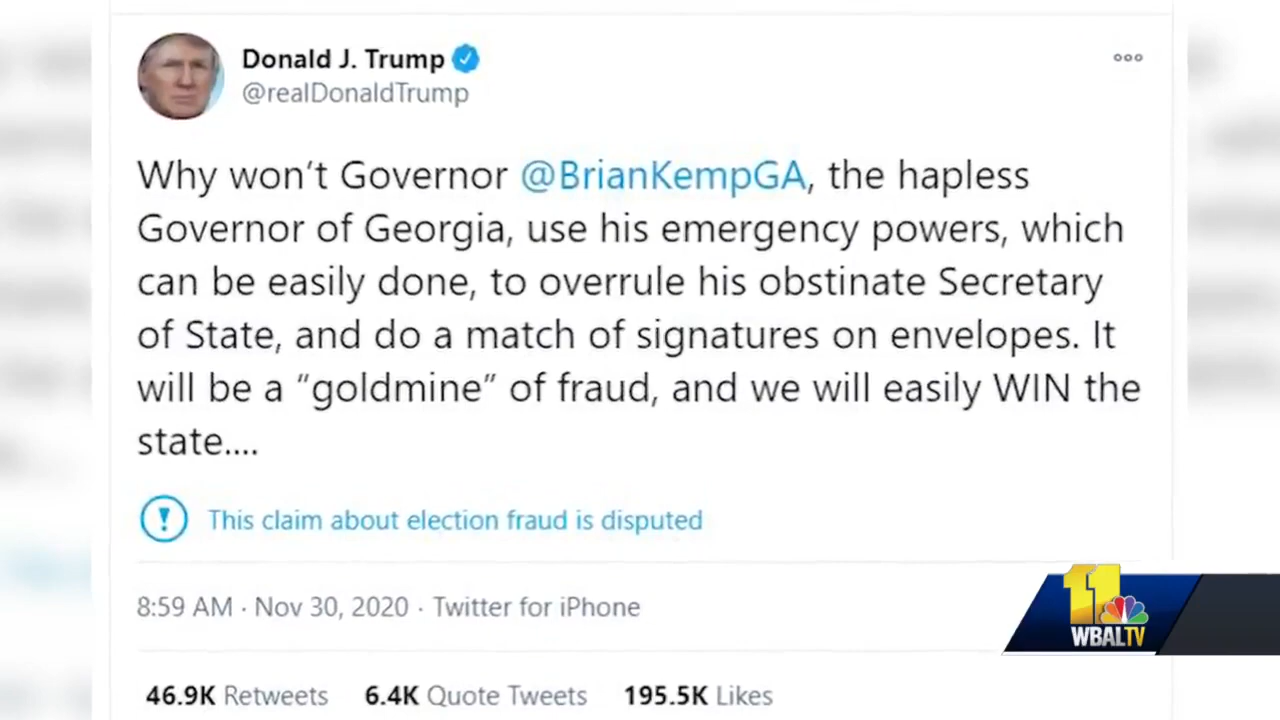 Donald J. Trump
@realDonaldTrump
Why won't Governor @BrianKempGA, the hapless
Governor of Georgia, use his emergency powers, which
can be easily done, to overrule his obstinate Secretary
of State, and do a match of signatures on envelopes. It
will be a “goldmine” of fraud, and we will easily WIN the
state....
This claim about election fraud is disputed
8:59 AM · Nov 30, 2020 · Twitter for iPhone
46.9K Retweets 6.4K Quote Tweets 195.5K Likes
11
WBALTV